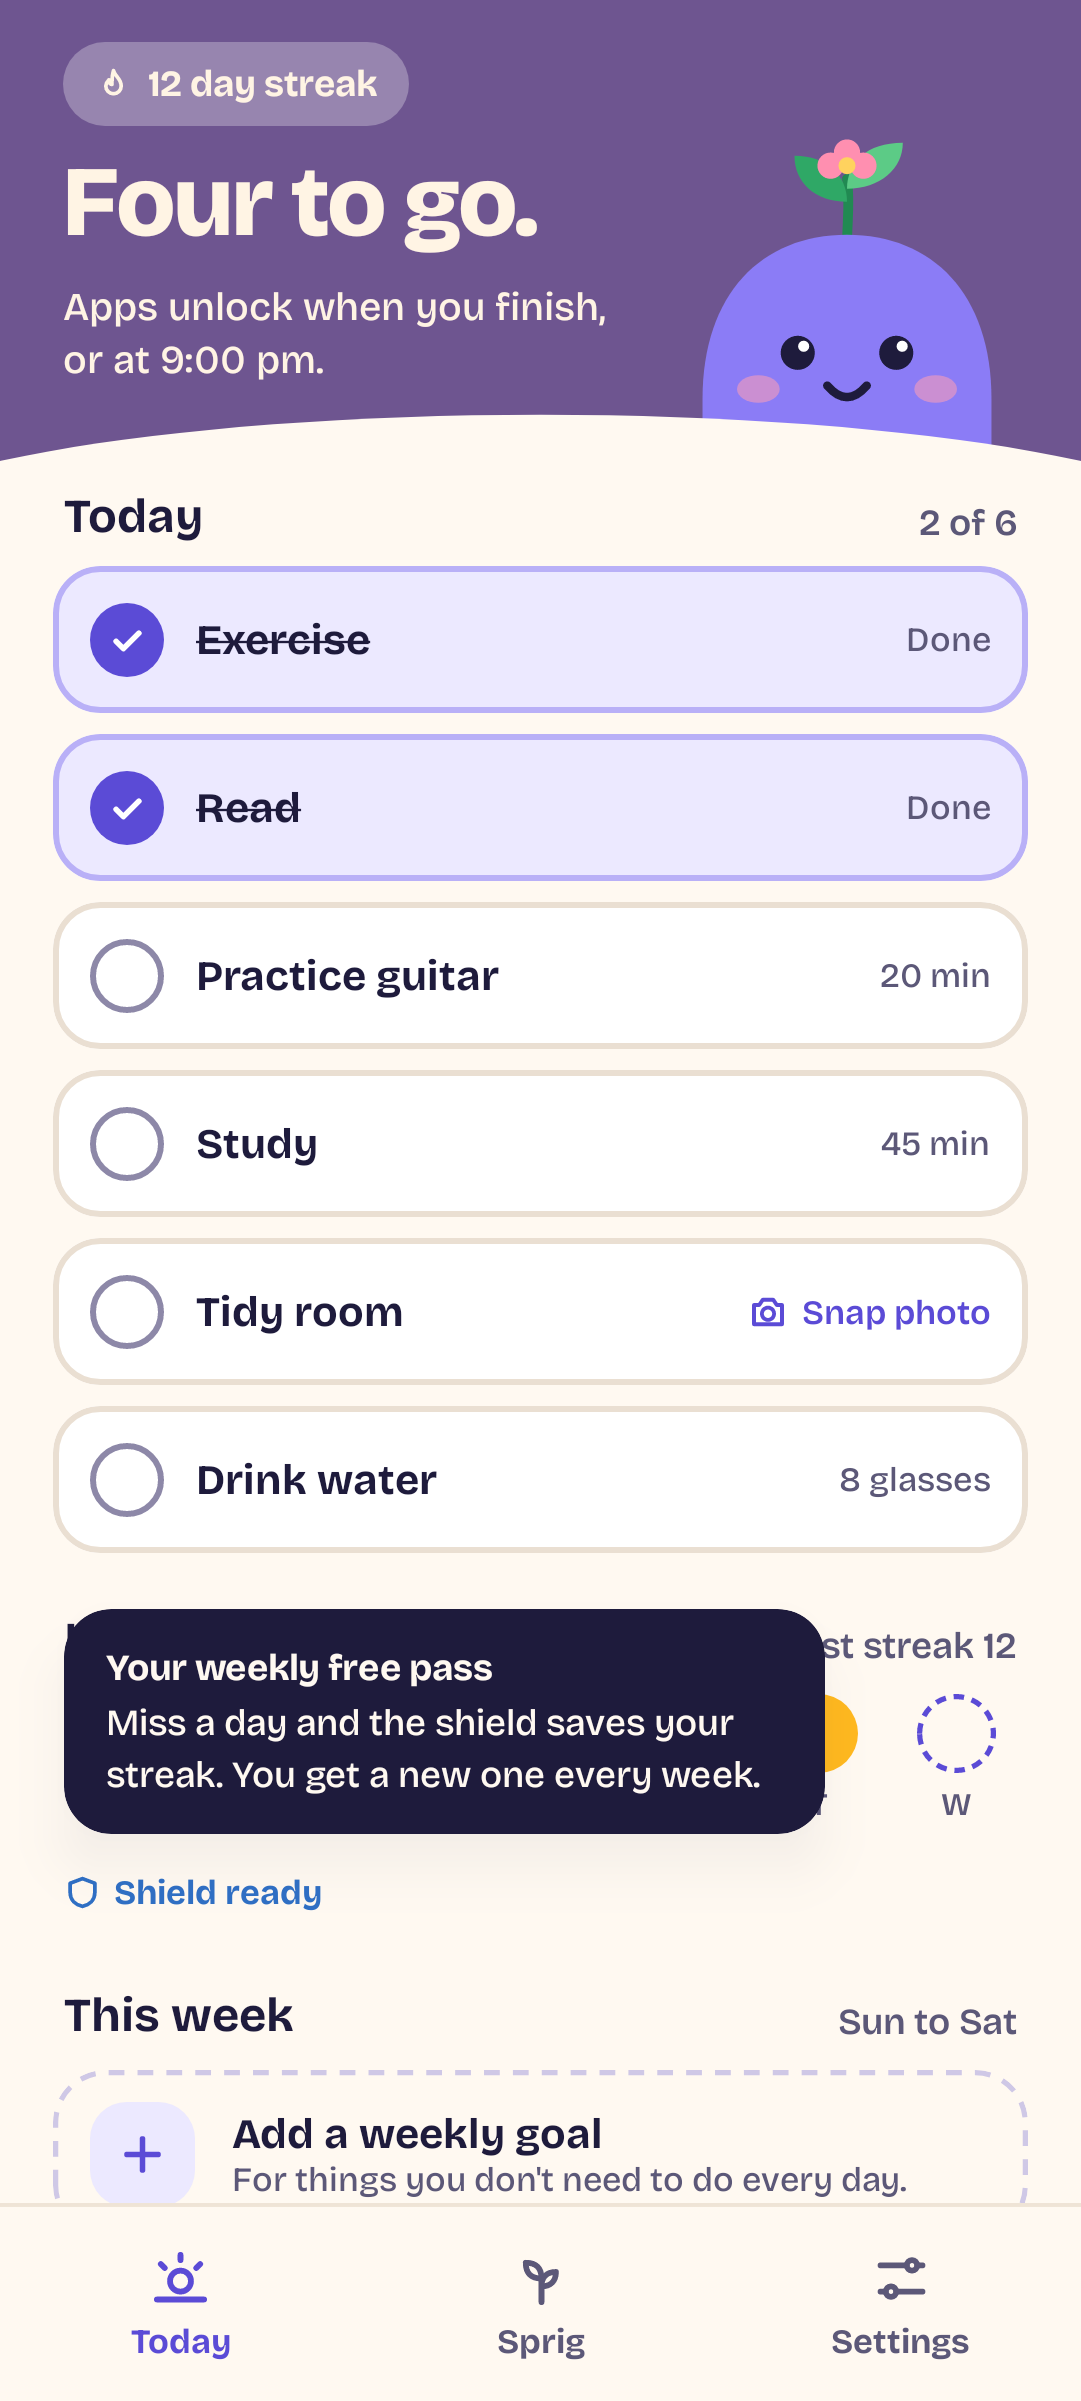 12 day streak
Four to go.
Apps unlock when you finish,
or at 9:00 pm.
Today
2 of 6
Exercise
Done
Read
Done
Practice guitar
20 min
Study
45 min
Tidy room
Snap photo
Drink water
8 glasses
streak 12
Your weekly free pass
Miss a day and the shield saves your
streak. You get a new one every week.
W
Shield ready
This week
Sun to Sat
Add a weekly goal
For things you don't need to do every day.
Today
Sprig
Settings